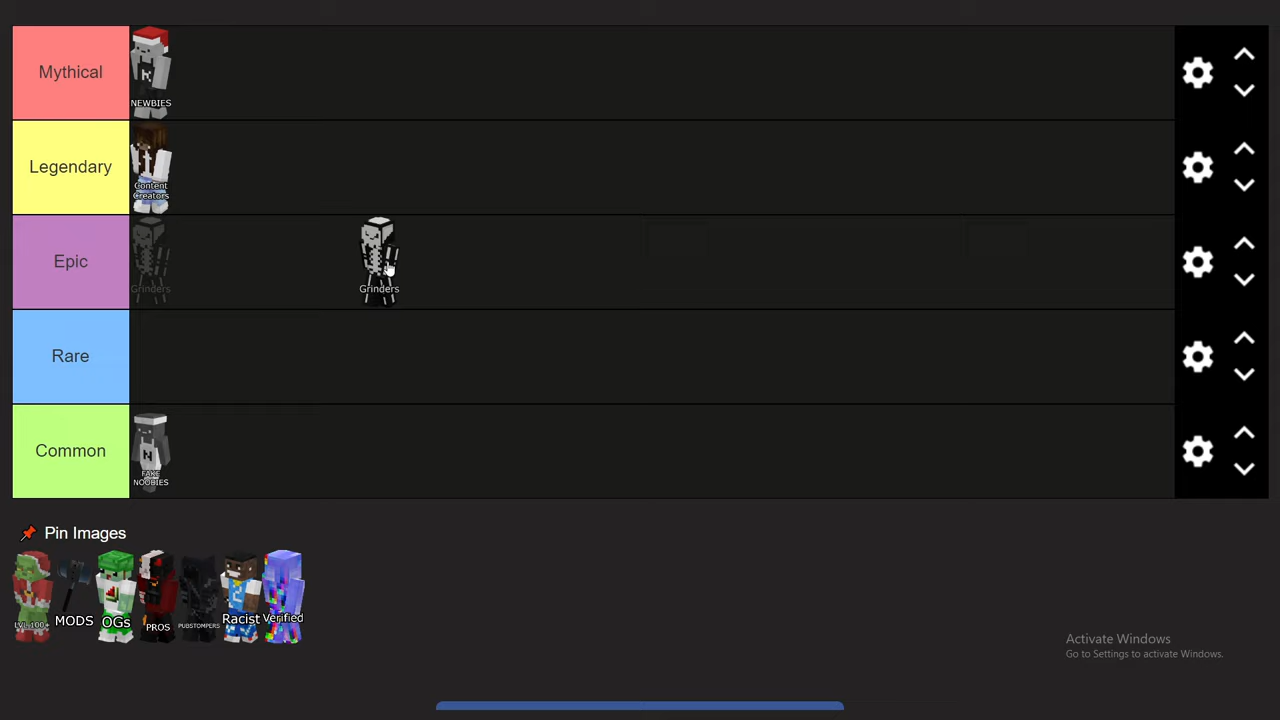 Mythical
NEWBIES
Legendary
Content
Creators
Epic
Grinders
Grinders
Rare
Common
N
FAKE
NOOBIES
Pin Images
LVL 100+
MODS
OGs
PROS
PUBSTOMPERS
Racist
Verified
Activate Windows
Go to Settings to activate Windows.